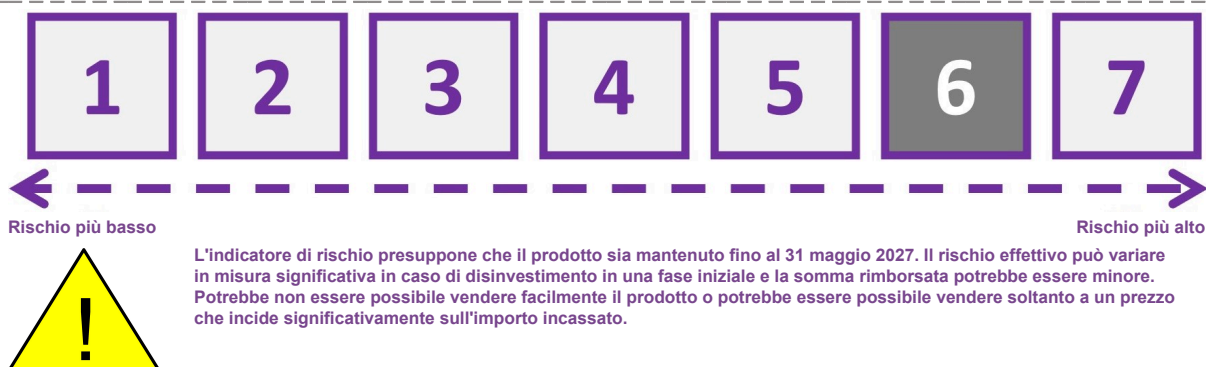 1 2 3 4 5 6 7
Rischio più basso Rischio più alto
L'indicatore di rischio presuppone che il prodotto sia mantenuto fino al 31 maggio 2027. Il rischio effettivo può variare
in misura significativa in caso di disinvestimento in una fase iniziale e la somma rimborsata potrebbe essere minore.
Potrebbe non essere possibile vendere facilmente il prodotto o potrebbe essere possibile vendere soltanto a un prezzo
che incide significativamente sull'importo incassato.
!